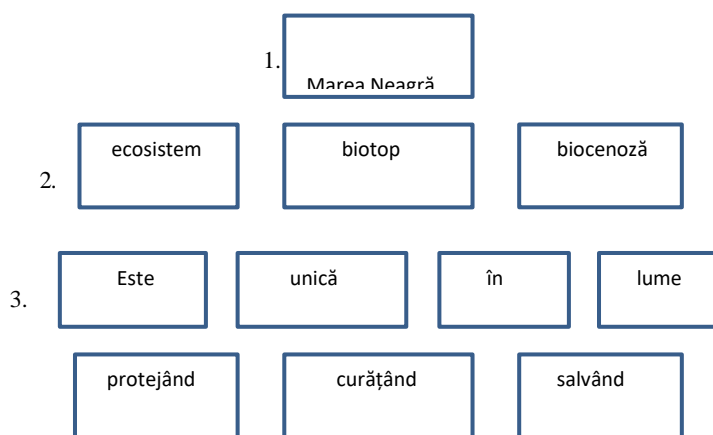 1. Marea Neagră
2. ecosistem biotop biocenoză
3. Este unică în lume
protejând curățând salvând